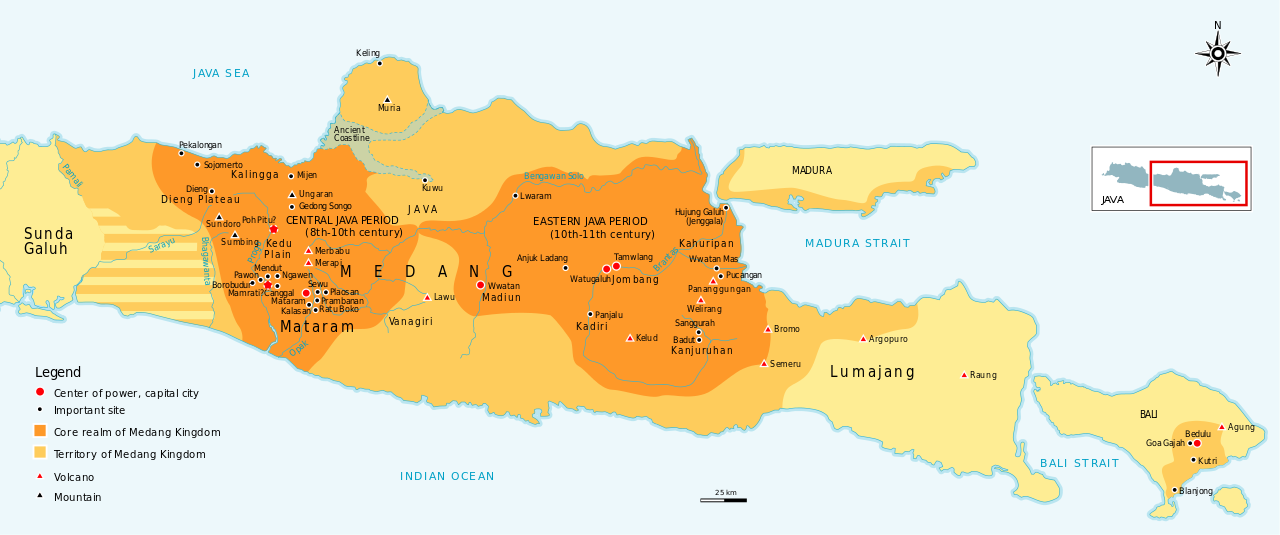 N
JAVA SEA
Keling
Muria
Ancient
Coastline
Pekalongan
Sojomerto
Kalingga
Mijen
Pamali
Dieng
Dieng Plateau
Ungaran
Gedong Songo
Kuwu
Bengawan Solo
Lwaram
MADURA
JAVA
JAVA
Sundoro
Poh Pitu?
CENTRAL JAVA PERIOD
(8th-10th century)
EASTERN JAVA PERIOD
(10th-11th century)
Hujung Galuh
(Jenggala)
Sunda
Galuh
Sarayu
Bhagawanta
Sumbing
Progo
Kedu
Plain
Merbabu
Merapi
MEDANG
Kahuripan
MADURA STRAIT
Anjuk Ladang
Tamwlang
Watugaluh
Jombang
Brantas
Wwatan Mas
Pucangan
Pananggungan
Mendut
Pawon
Ngawen
Borobudur
Mamrati?
Canggal
Sewu
Plaosan
Mataram
Prambanan
Kalasan
Ratu Boko
Lawu
Wwatan
Madiun
Welirang
Mataram
Vanagiri
Opak
Panjalu
Kadiri
Kelud
Sanggurah
Badut
Kanjuruhan
Bromo
Semeru
Argopuro
Lumajang
Raung
Legend
Center of power, capital city
Important site
Core realm of Medang Kingdom
Territory of Medang Kingdom
Volcano
Mountain
INDIAN OCEAN
25 km
BALI STRAIT
BALI
Agung
Bedulu
Goa Gajah
Kutri
Blanjong